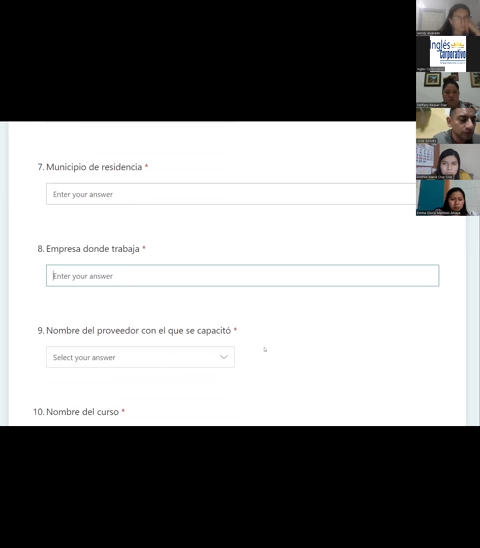 Inglés
corporativo
7. Municipio de residencia *
Enter your answer
8. Empresa donde trabaja *
Enter your answer
9. Nombre del proveedor con el que se capacitó *
Select your answer
10. Nombre del curso *